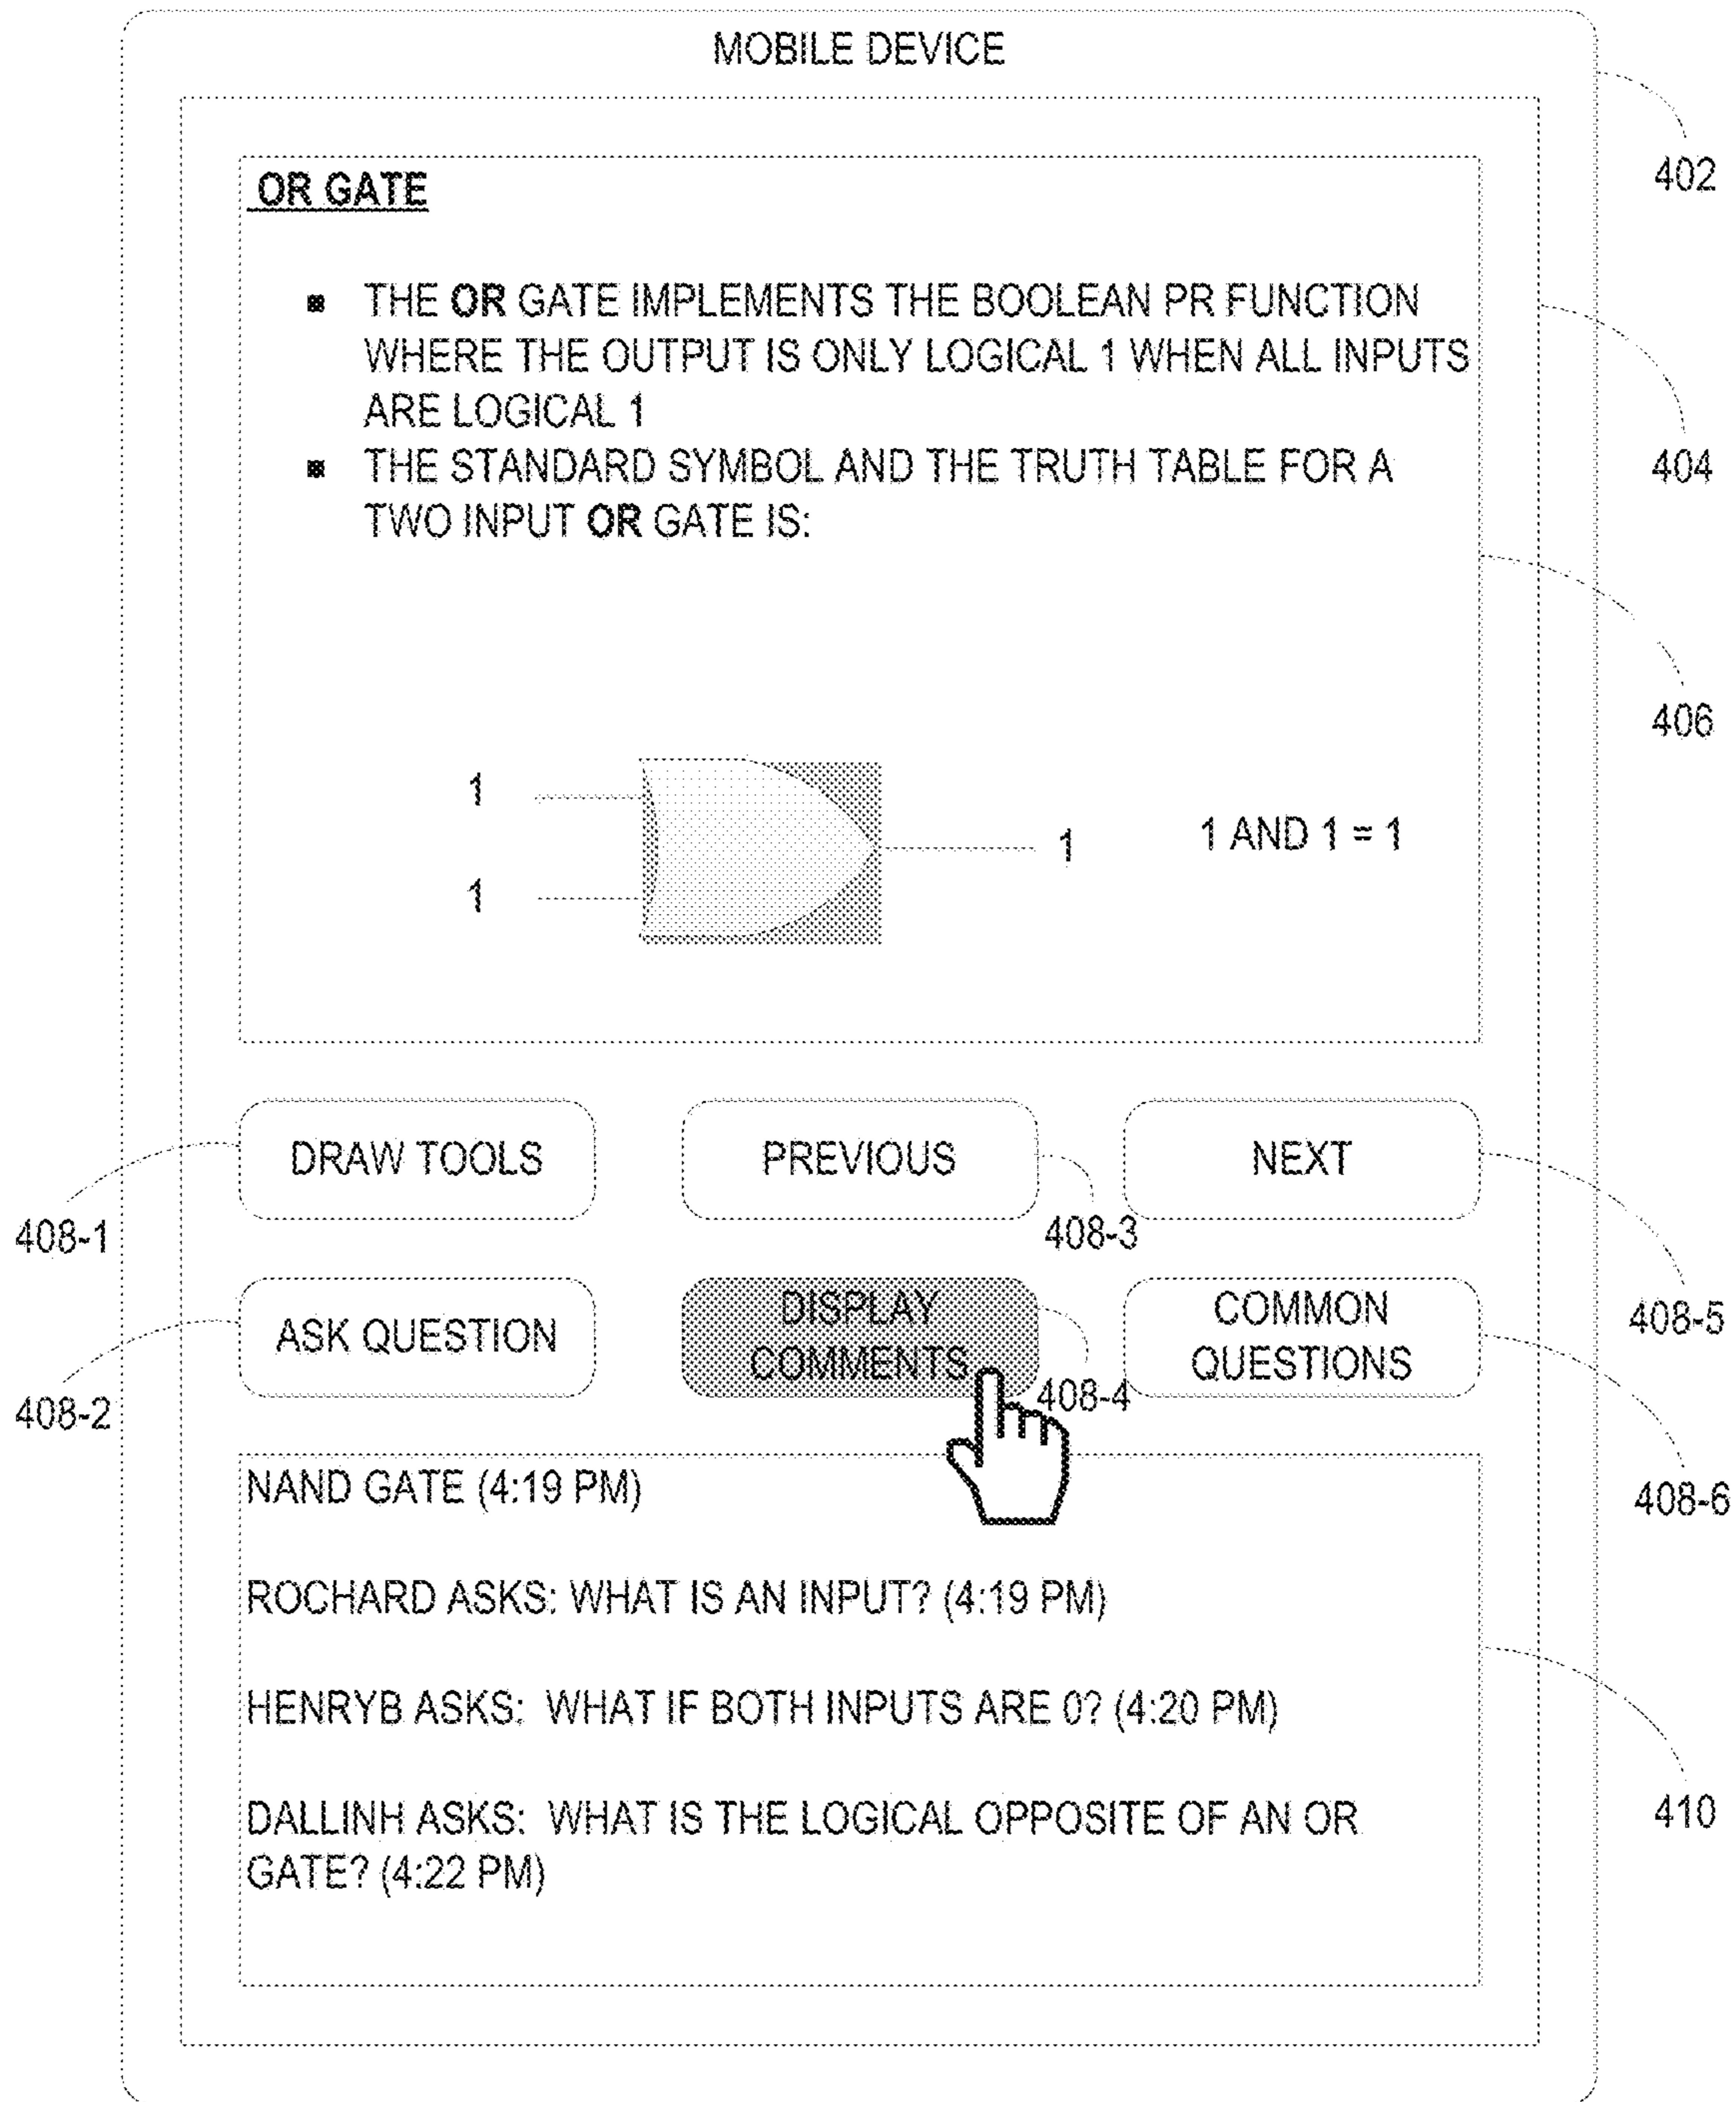 MOBILE DEVICE
402
OR GATE
▪ THE OR GATE IMPLEMENTS THE BOOLEAN PR FUNCTION
WHERE THE OUTPUT IS ONLY LOGICAL 1 WHEN ALL INPUTS
ARE LOGICAL 1
▪ THE STANDARD SYMBOL AND THE TRUTH TABLE FOR A
TWO INPUT OR GATE IS:
404
406
1
1
1
1 AND 1 = 1
DRAW TOOLS
PREVIOUS
NEXT
408-1
408-3
408-5
ASK QUESTION
DISPLAY
COMMENTS
COMMON
QUESTIONS
408-2
408-4
408-6
NAND GATE (4:19 PM)
ROCHARD ASKS: WHAT IS AN INPUT? (4:19 PM)
HENRYB ASKS: WHAT IF BOTH INPUTS ARE 0? (4:20 PM)
DALLINH ASKS: WHAT IS THE LOGICAL OPPOSITE OF AN OR
GATE? (4:22 PM)
410